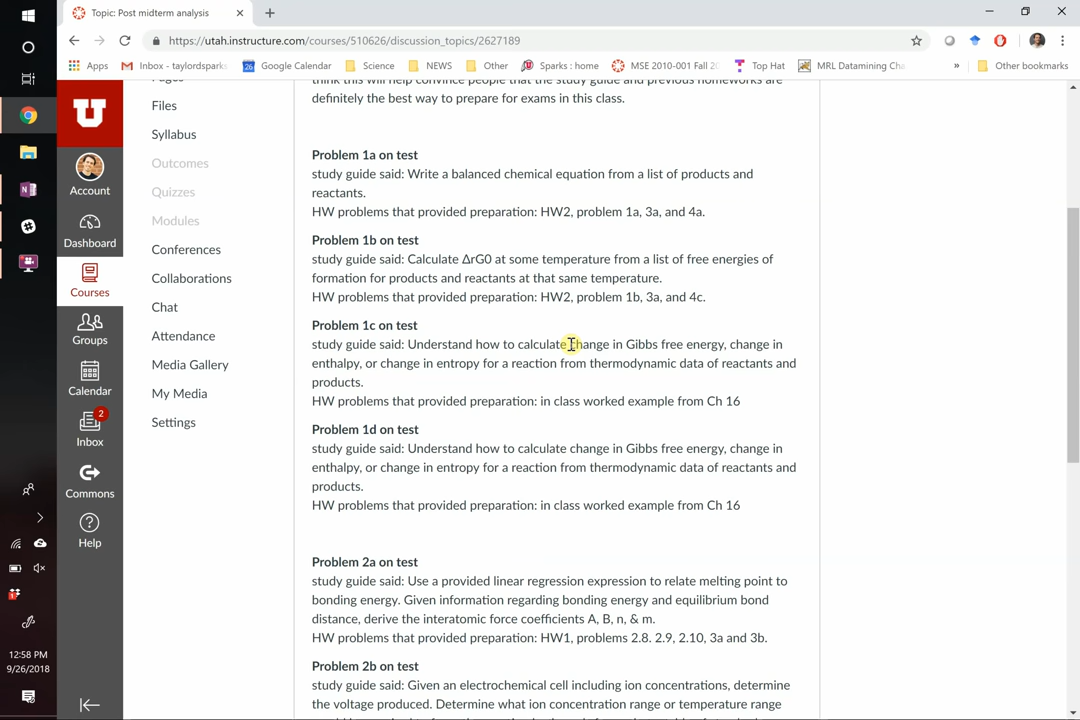 Topic: Post midterm analysis
https://utah.instructure.com/courses/510626/discussion_topics/2627189
Apps
Inbox - taylordsparks
Google Calendar
Science
NEWS
Other
Sparks : home
MSE 2010-001 Fall 20
Top Hat
MRL Datamining Cha
»
Other bookmarks
Pages
Files
Syllabus
Outcomes
Quizzes
Modules
Conferences
Collaborations
Chat
Attendance
Media Gallery
My Media
Settings
U
Account
Dashboard
Courses
Groups
Calendar
2
Inbox
Commons
Help
12:58 PM
9/26/2018
think this will help convince people that the study guide and previous homeworks are
definitely the best way to prepare for exams in this class.
Problem 1a on test
study guide said: Write a balanced chemical equation from a list of products and
reactants.
HW problems that provided preparation: HW2, problem 1a, 3a, and 4a.
Problem 1b on test
study guide said: Calculate ΔrG0 at some temperature from a list of free energies of
formation for products and reactants at that same temperature.
HW problems that provided preparation: HW2, problem 1b, 3a, and 4c.
Problem 1c on test
study guide said: Understand how to calculate change in Gibbs free energy, change in
enthalpy, or change in entropy for a reaction from thermodynamic data of reactants and
products.
HW problems that provided preparation: in class worked example from Ch 16
Problem 1d on test
study guide said: Understand how to calculate change in Gibbs free energy, change in
enthalpy, or change in entropy for a reaction from thermodynamic data of reactants and
products.
HW problems that provided preparation: in class worked example from Ch 16
Problem 2a on test
study guide said: Use a provided linear regression expression to relate melting point to
bonding energy. Given information regarding bonding energy and equilibrium bond
distance, derive the interatomic force coefficients A, B, n, & m.
HW problems that provided preparation: HW1, problems 2.8. 2.9, 2.10, 3a and 3b.
Problem 2b on test
study guide said: Given an electrochemical cell including ion concentrations, determine
the voltage produced. Determine what ion concentration range or temperature range